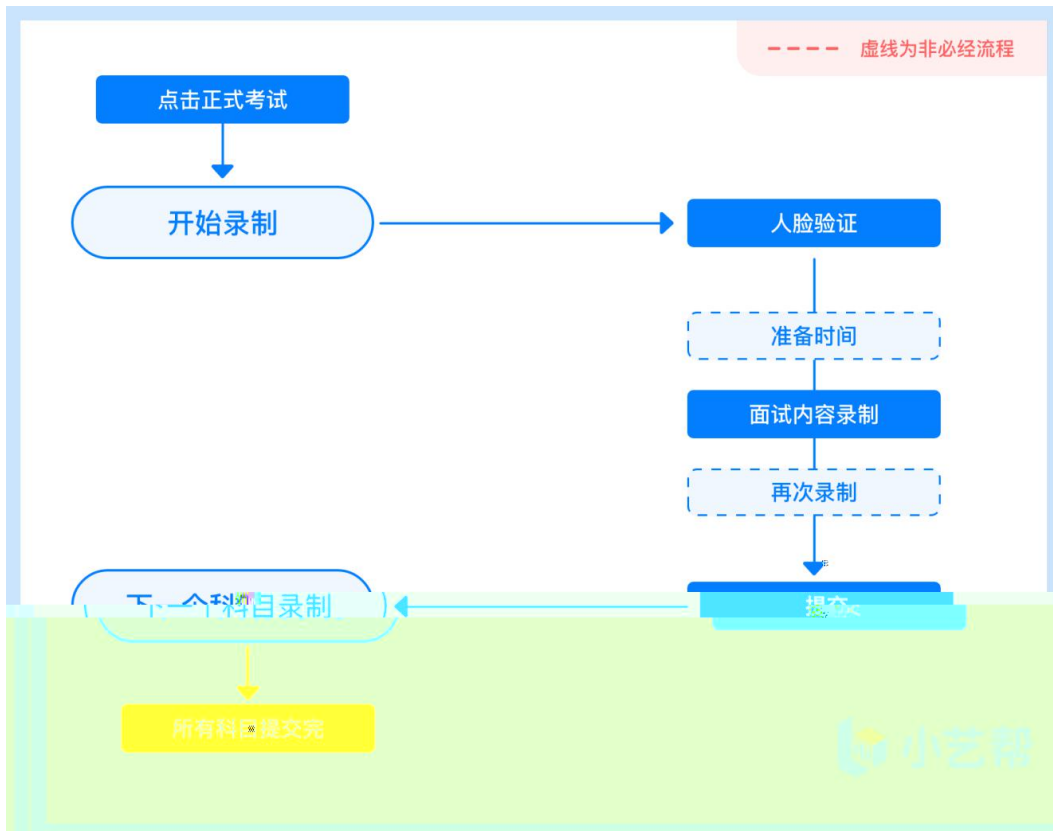 虚线为非必经流程
点击正式考试
开始录制
人脸验证
准备时间
面试内容录制
再次录制
提交
下一个科目录制
所有科目提交完
小艺帮